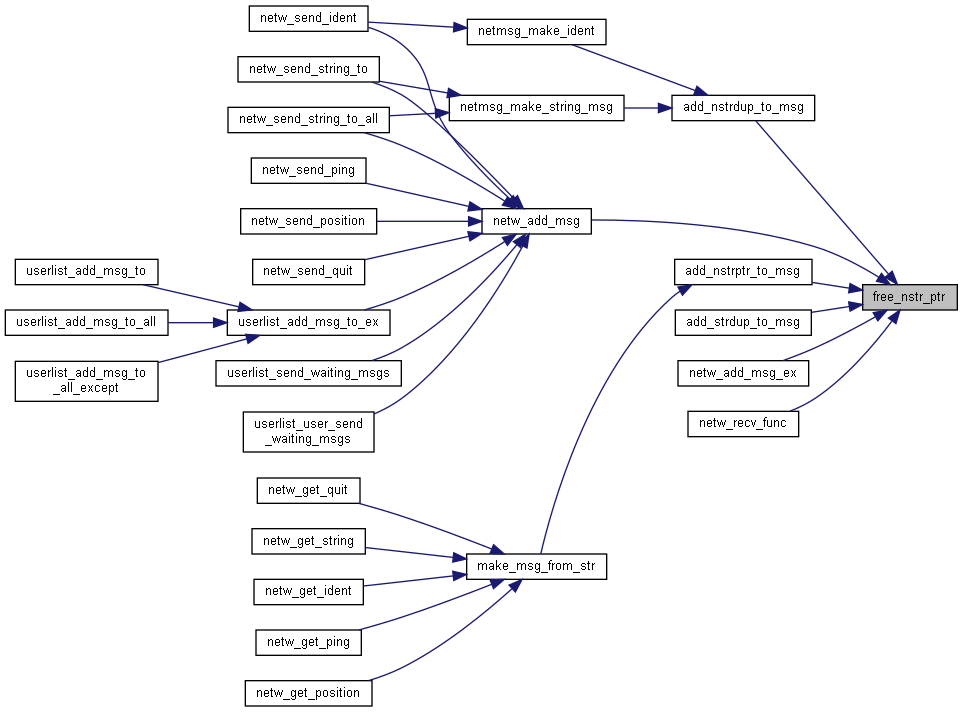 netw_send_ident
netmsg_make_ident
netw_send_string_to
netmsg_make_string_msg
add_nstrdup_to_msg
netw_send_string_to_all
netw_send_ping
netw_send_position
netw_add_msg
netw_send_quit
userlist_add_msg_to
add_nstrptr_to_msg
free_nstr_ptr
userlist_add_msg_to_all
userlist_add_msg_to_ex
add_strdup_to_msg
userlist_add_msg_to
_all_except
userlist_send_waiting_msgs
netw_add_msg_ex
userlist_user_send
_waiting_msgs
netw_recv_func
netw_get_quit
netw_get_string
make_msg_from_str
netw_get_ident
netw_get_ping
netw_get_position